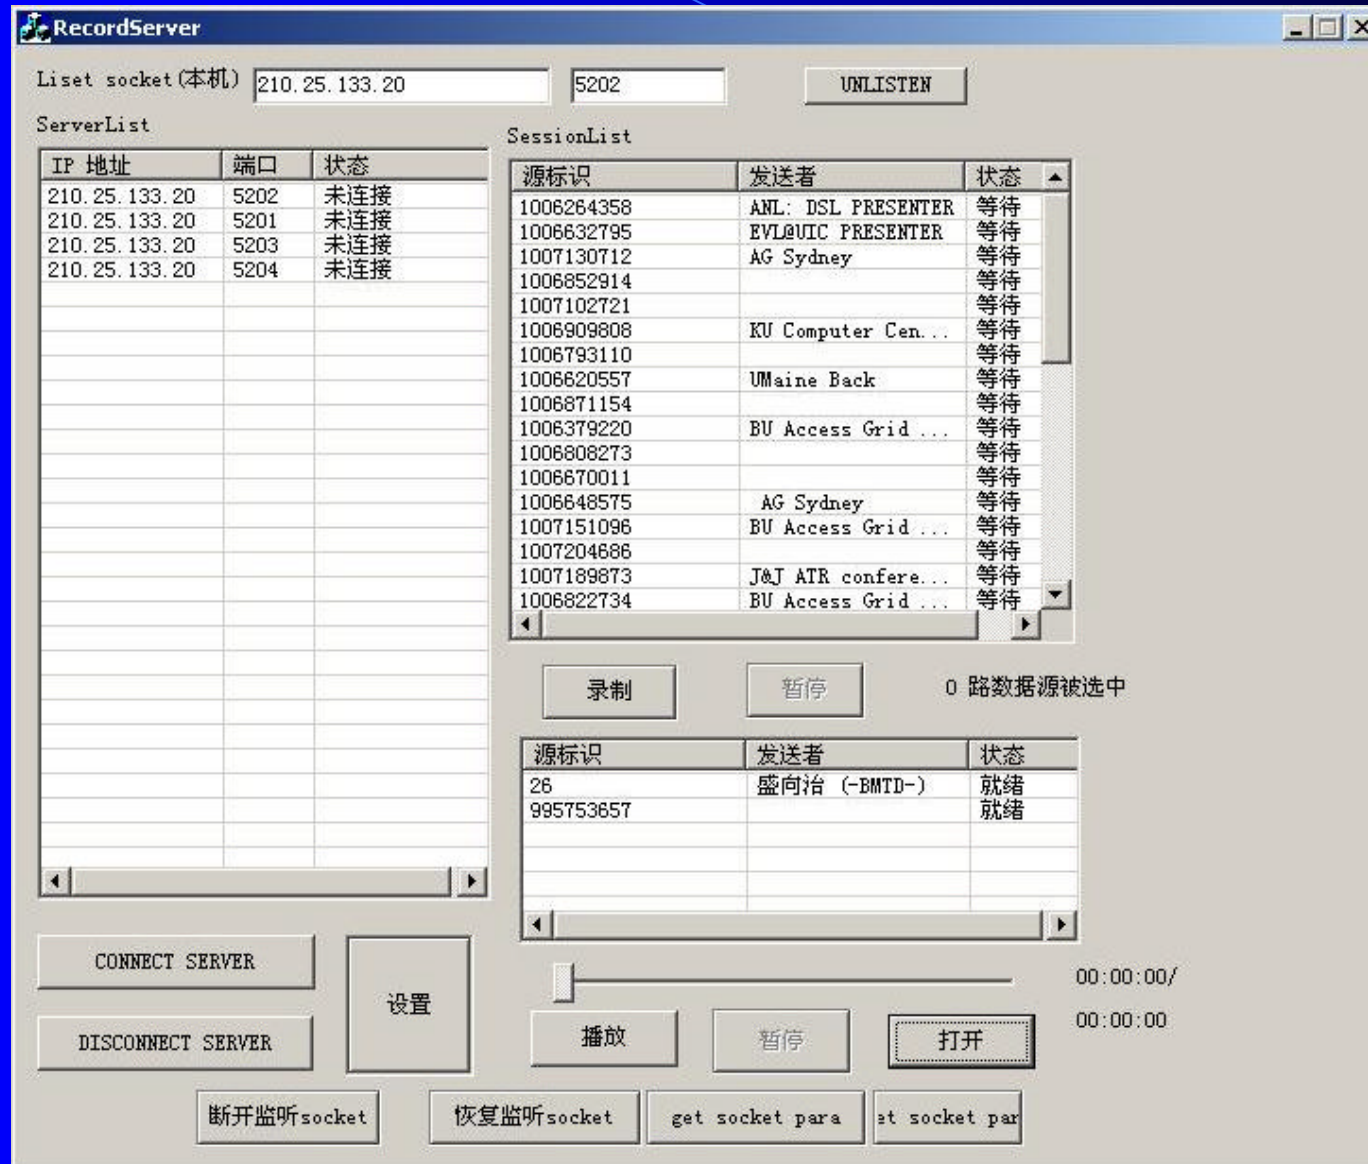 RecordServer
Liset socket(本机) 210.25.133.20 5202 UNLISTEN
ServerList
IP 地址 端口 状态
210.25.133.20 5202 未连接
210.25.133.20 5201 未连接
210.25.133.20 5203 未连接
210.25.133.20 5204 未连接
SessionList
源标识 发送者 状态
1006264358 ANL: DSL PRESENTER 等待
1006632795 EVL@UIC PRESENTER 等待
1007130712 AG Sydney 等待
1006852914 等待
1007102721 等待
1006909808 KU Computer Cen... 等待
1006793110 等待
1006620557 UMaine Back 等待
1006871154 等待
1006379220 BU Access Grid ... 等待
1006808273 等待
1006670011 等待
1006648575 AG Sydney 等待
1007151096 BU Access Grid ... 等待
1007204686 等待
1007189873 J&J ATR confere... 等待
1006822734 BU Access Grid ... 等待
录制 暂停 0 路数据源被选中
源标识 发送者 状态
26 盛向治 (-BMTD-) 就绪
995753657 就绪
CONNECT SERVER
DISCONNECT SERVER
设置
00:00:00/
00:00:00
播放 暂停 打开
断开监听socket 恢复监听socket get socket para et socket par